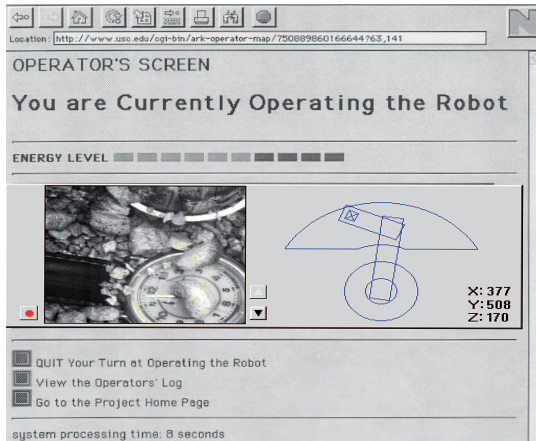 Location: http://www.usc.edu/cgi-bin/ark-operator-map/750889860166644?63,141
N
OPERATOR'S SCREEN
You are Currently Operating the Robot
ENERGY LEVEL
X: 377
Y: 508
Z: 170
QUIT Your Turn at Operating the Robot
View the Operators' Log
Go to the Project Home Page
system processing time: 8 seconds